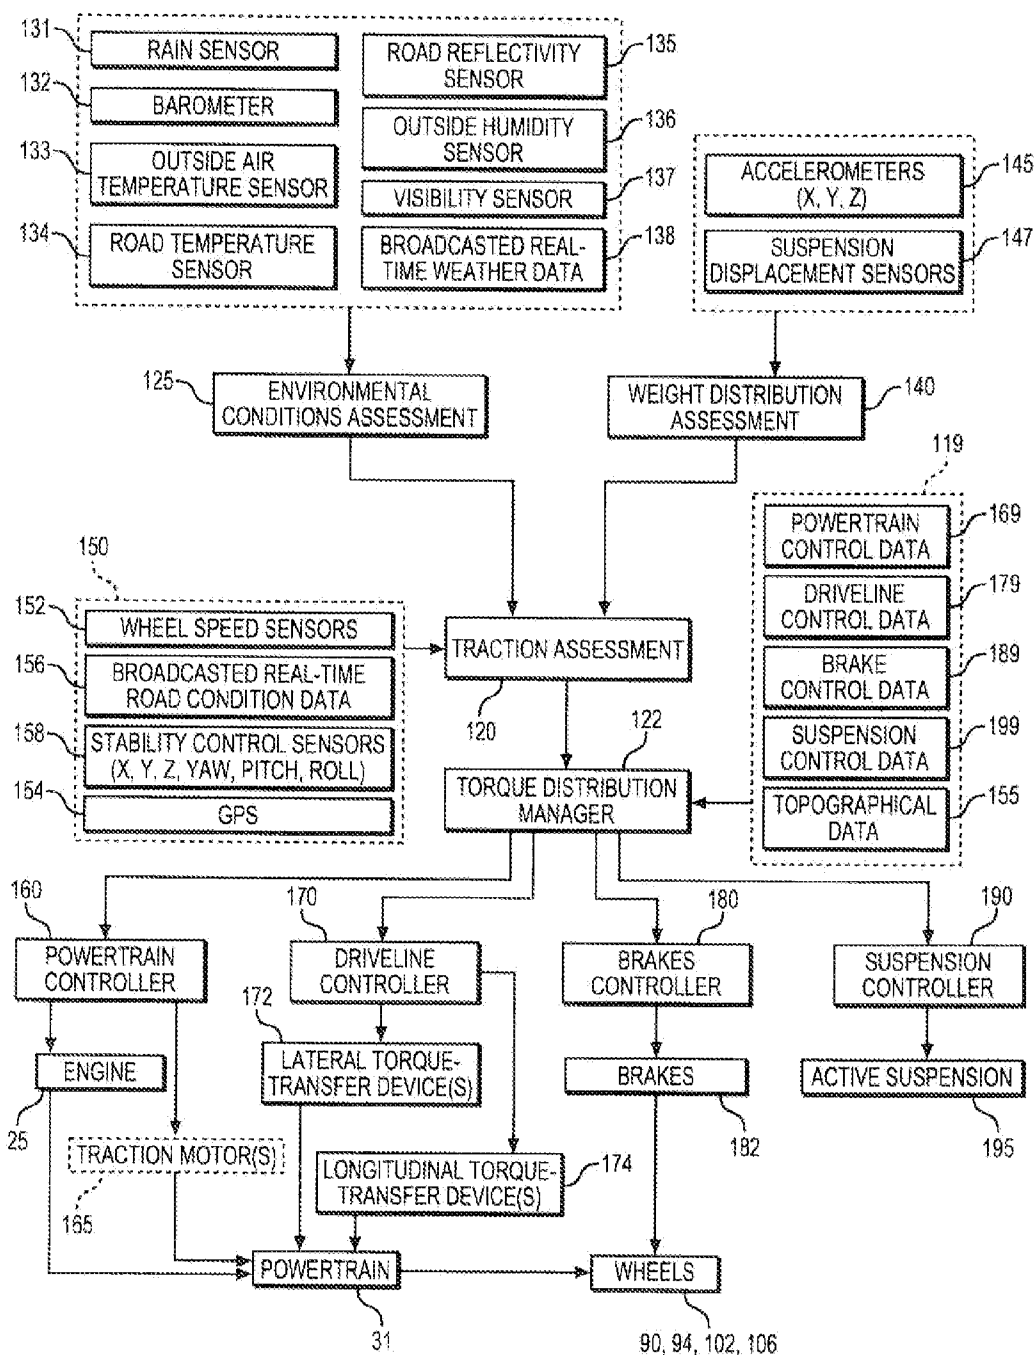 131
RAIN SENSOR
132
BAROMETER
133
OUTSIDE AIR
TEMPERATURE SENSOR
134
ROAD TEMPERATURE
SENSOR
ROAD REFLECTIVITY
SENSOR
135
OUTSIDE HUMIDITY
SENSOR
136
VISIBILITY SENSOR
137
BROADCASTED REAL-
TIME WEATHER DATA
138
ACCELEROMETERS
(X, Y, Z)
145
SUSPENSION
DISPLACEMENT SENSORS
147
125
ENVIRONMENTAL
CONDITIONS ASSESSMENT
WEIGHT DISTRIBUTION
ASSESSMENT
140
119
POWERTRAIN
CONTROL DATA
169
DRIVELINE
CONTROL DATA
179
BRAKE
CONTROL DATA
189
SUSPENSION
CONTROL DATA
199
TOPOGRAPHICAL
DATA
155
150
152
WHEEL SPEED SENSORS
156
BROADCASTED REAL-TIME
ROAD CONDITION DATA
158
STABILITY CONTROL SENSORS
(X, Y, Z, YAW, PITCH, ROLL)
154
GPS
TRACTION ASSESSMENT
120
122
TORQUE DISTRIBUTION
MANAGER
160
POWERTRAIN
CONTROLLER
170
DRIVELINE
CONTROLLER
180
BRAKES
CONTROLLER
190
SUSPENSION
CONTROLLER
172
LATERAL TORQUE-
TRANSFER DEVICE(S)
ENGINE
25
BRAKES
182
ACTIVE SUSPENSION
195
TRACTION MOTOR(S)
165
LONGITUDINAL TORQUE-
TRANSFER DEVICE(S)
174
POWERTRAIN
31
WHEELS
90, 94, 102, 106